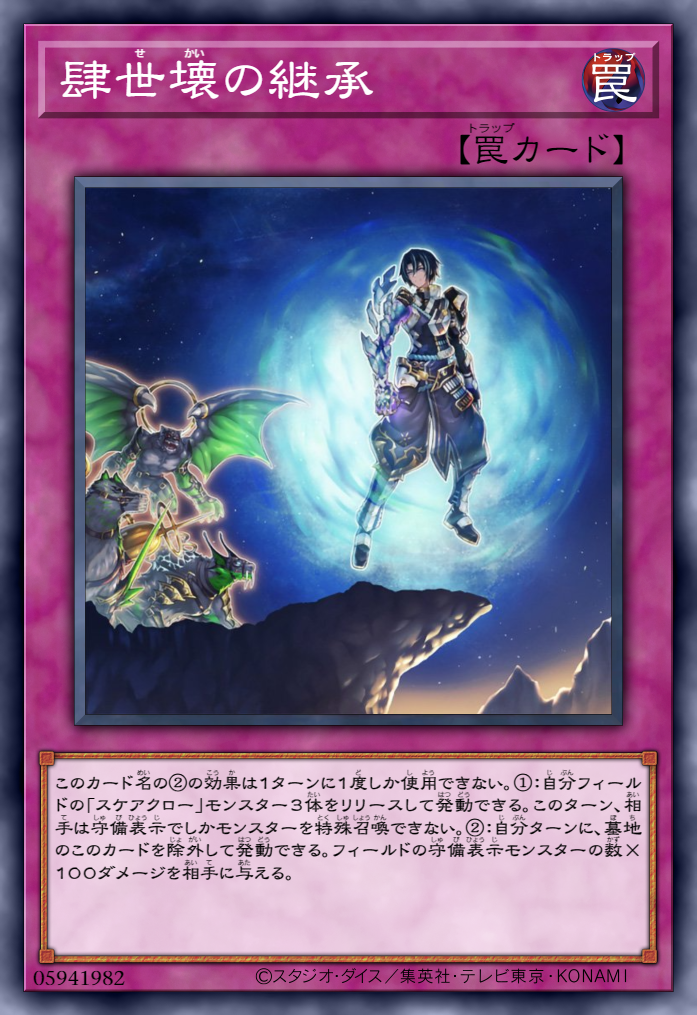 肆世壊の継承
罠
【罠カード】
このカード名の②の効果は1ターンに1度しか使用できない。①:自分フィール
ドの「スケアクロー」モンスター3体をリリースして発動できる。このターン、相
手は守備表示でしかモンスターを特殊召喚できない。②:自分ターンに、墓地
のこのカードを除外して発動できる。フィールドの守備表示モンスターの数×
100ダメージを相手に与える。
05941982 ©スタジオ・ダイス/集英社・テレビ東京・KONAMI